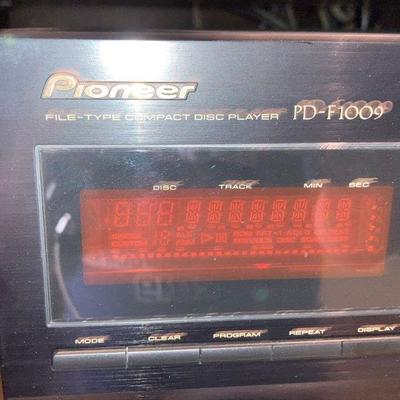 Pioneer
FILE-TYPE COMPACT DISC PLAYER PD-F1009
DISC TRACK MIN SEC
MODE CLEAR PROGRAM REPEAT DISPLAY